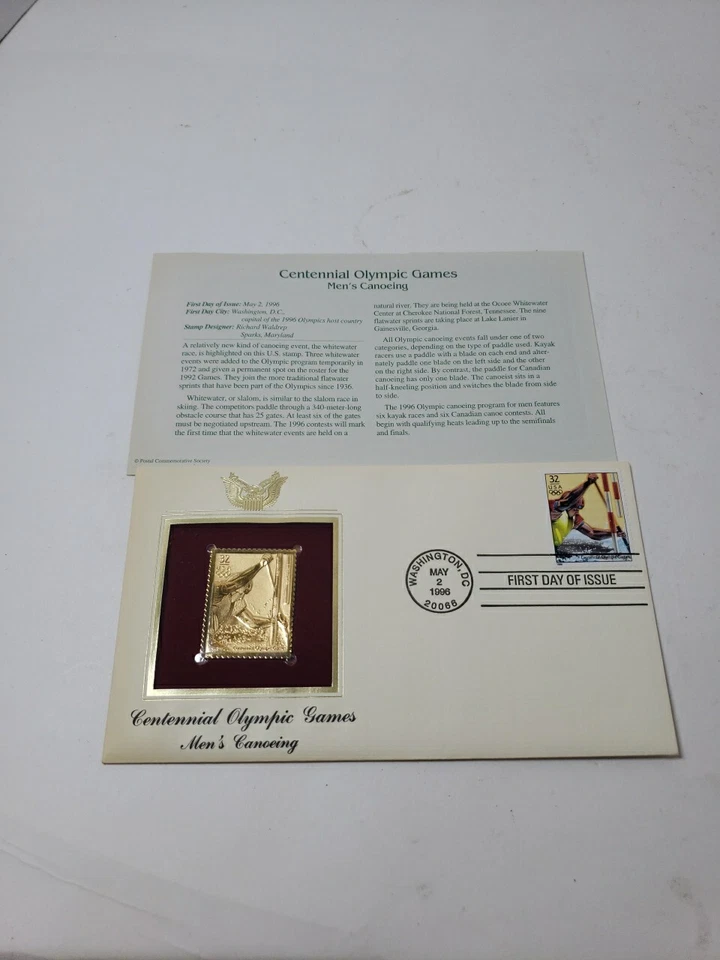 Centennial Olympic Games
Men's Canoeing
First Day of Issue: May 2, 1996
First Day City: Washington, D.C.,
capital of the 1996 Olympics host country
Stamp Designer: Richard Waldrep
Sparks, Maryland
A relatively new kind of canoeing event, the whitewater
race, is highlighted on this U.S. stamp. Three whitewater
events were added to the Olympic program temporarily in
1972 and given a permanent spot on the roster for the
1992 Games. They join the more traditional flatwater
sprints that have been part of the Olympics since 1936.
Whitewater, or slalom, is similar to the slalom race in
skiing. The competitors paddle through a 340-meter-long
obstacle course that has 25 gates. At least six of the gates
must be negotiated upstream. The 1996 contests will mark
the first time that the whitewater events are held on a
natural river. They are being held at the Ocoee Whitewater
Center at Cherokee National Forest, Tennessee. The nine
flatwater sprints are taking place at Lake Lanier in
Gainesville, Georgia.
All Olympic canoeing events fall under one of two
categories, depending on the type of paddle used. Kayak
racers use a paddle with a blade on each end and alter-
nately paddle one blade on the left side and the other
on the right side. By contrast, the paddle for Canadian
canoeing has only one blade. The canoeist sits in a
half-kneeling position and switches the blade from side
to side.
The 1996 Olympic canoeing program for men features
six kayak races and six Canadian canoe contests. All
begin with qualifying heats leading up to the semifinals
and finals.
© Postal Commemorative Society
32
USA
32
WASHINGTON, DC
MAY
2
1996
20066
FIRST DAY OF ISSUE
Centennial Olympic Games
Men's Canoeing